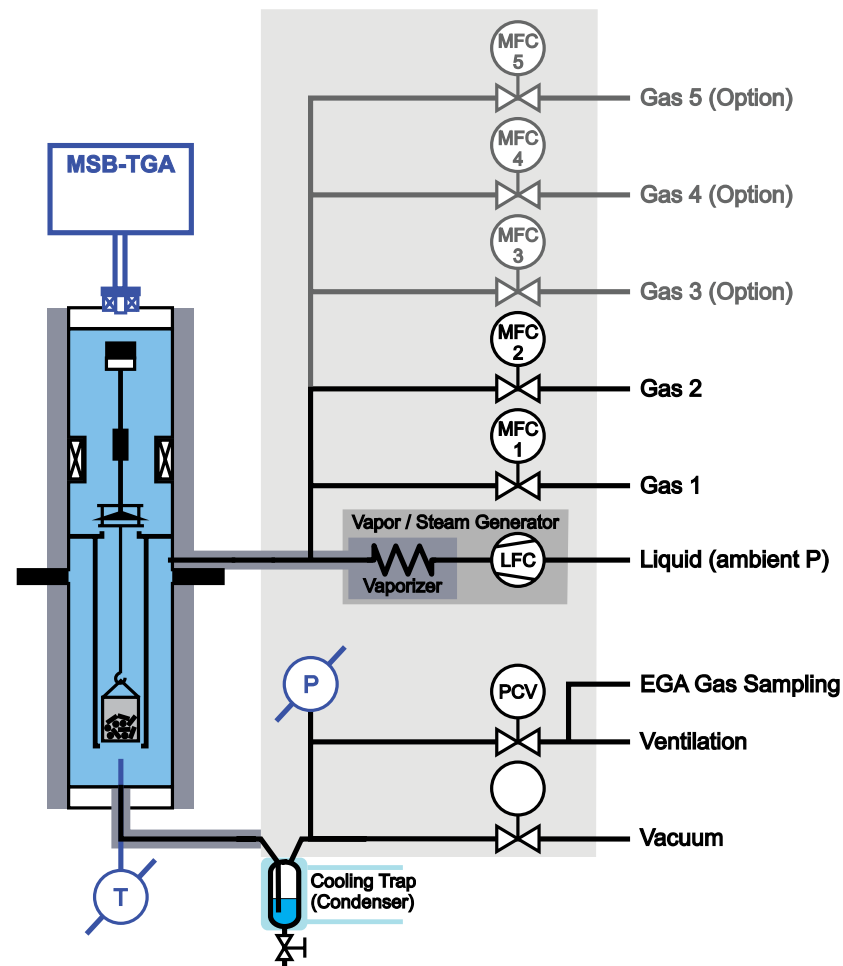 MFC
5
Gas 5 (Option)
MFC
4
Gas 4 (Option)
MSB-TGA
MFC
3
Gas 3 (Option)
MFC
2
Gas 2
MFC
1
Gas 1
Vapor / Steam Generator
LFC
Liquid (ambient P)
Vaporizer
P
PCV
EGA Gas Sampling
Ventilation
Vacuum
T
Cooling Trap
(Condenser)